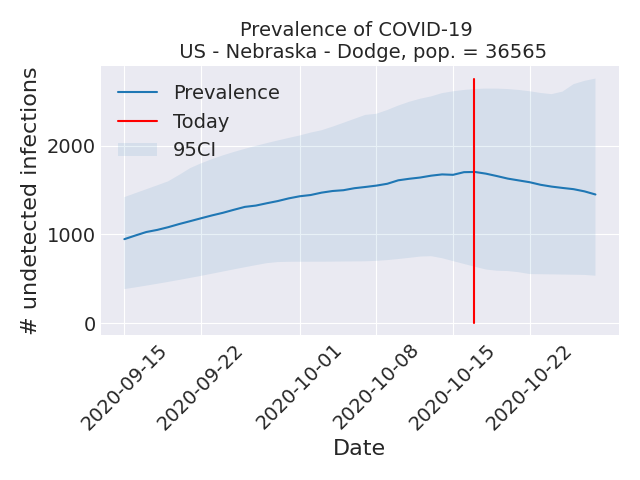 Prevalence of COVID-19
US - Nebraska - Dodge, pop. = 36565
# undetected infections
2000
1000
0
Prevalence
Today
95CI
2020-09-15
2020-09-22
2020-10-01
2020-10-08
2020-10-15
2020-10-22
Date